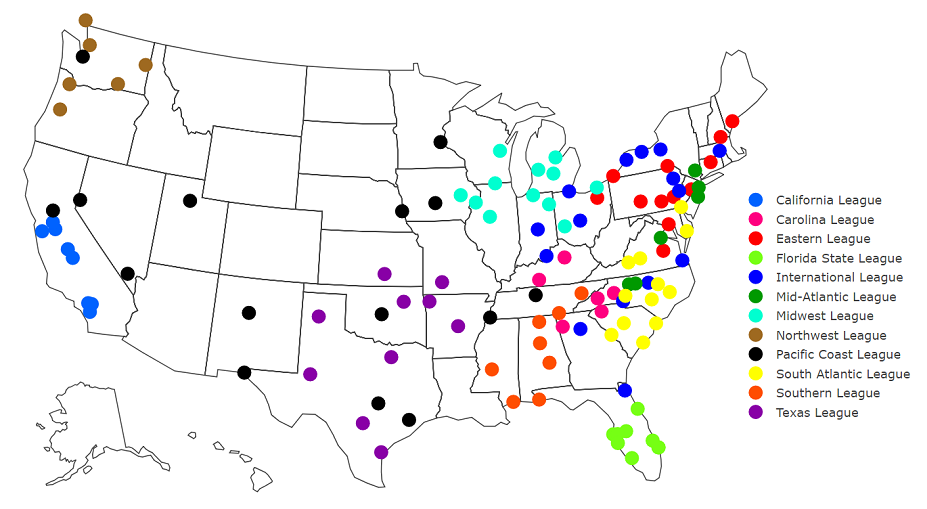 California League
Carolina League
Eastern League
Florida State League
International League
Mid-Atlantic League
Midwest League
Northwest League
Pacific Coast League
South Atlantic League
Southern League
Texas League